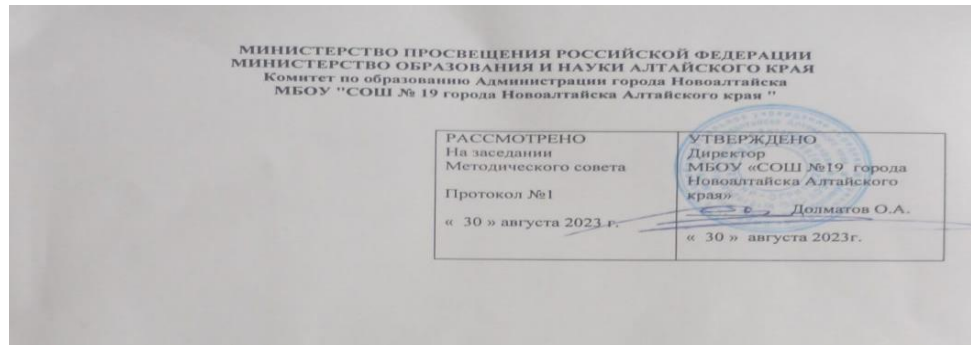 МИНИСТЕРСТВО ПРОСВЕЩЕНИЯ РОССИЙСКОЙ ФЕДЕРАЦИИ
МИНИСТЕРСТВО ОБРАЗОВАНИЯ И НАУКИ АЛТАЙСКОГО КРАЯ
Комитет по образованию Администрации города Новоалтайска
МБОУ "СОШ № 19 города Новоалтайска Алтайского края "
РАССМОТРЕНО
На заседании
Методического совета
Протокол №1
« 30 » августа 2023 г.
УТВЕРЖДЕНО
Директор
МБОУ «СОШ №19 города
Новоалтайска Алтайского
края»
Долматов О.А.
« 30 » августа 2023г.